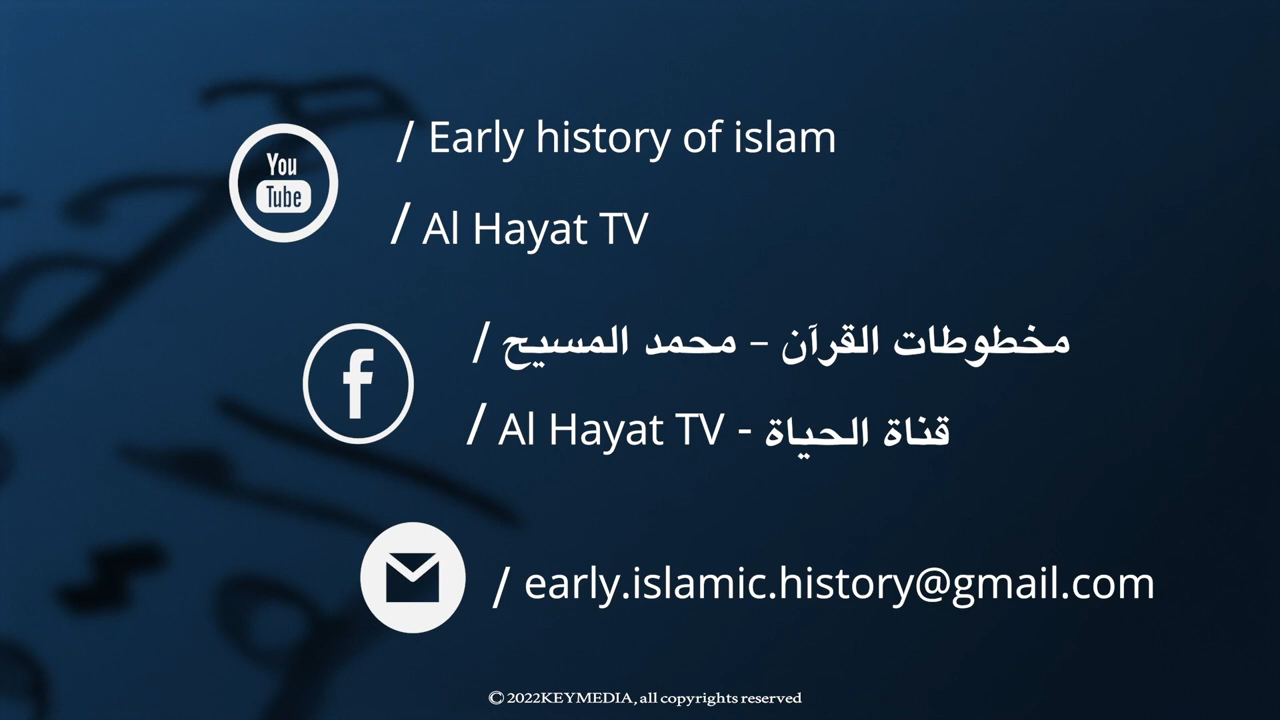 You
Tube
/ Early history of islam
/ Al Hayat TV
/ مخطوطات القرآن – محمد المسيح
/ Al Hayat TV - قناة الحياة
/ early.islamic.history@gmail.com
© 2022KEYMEDIA, all copyrights reserved